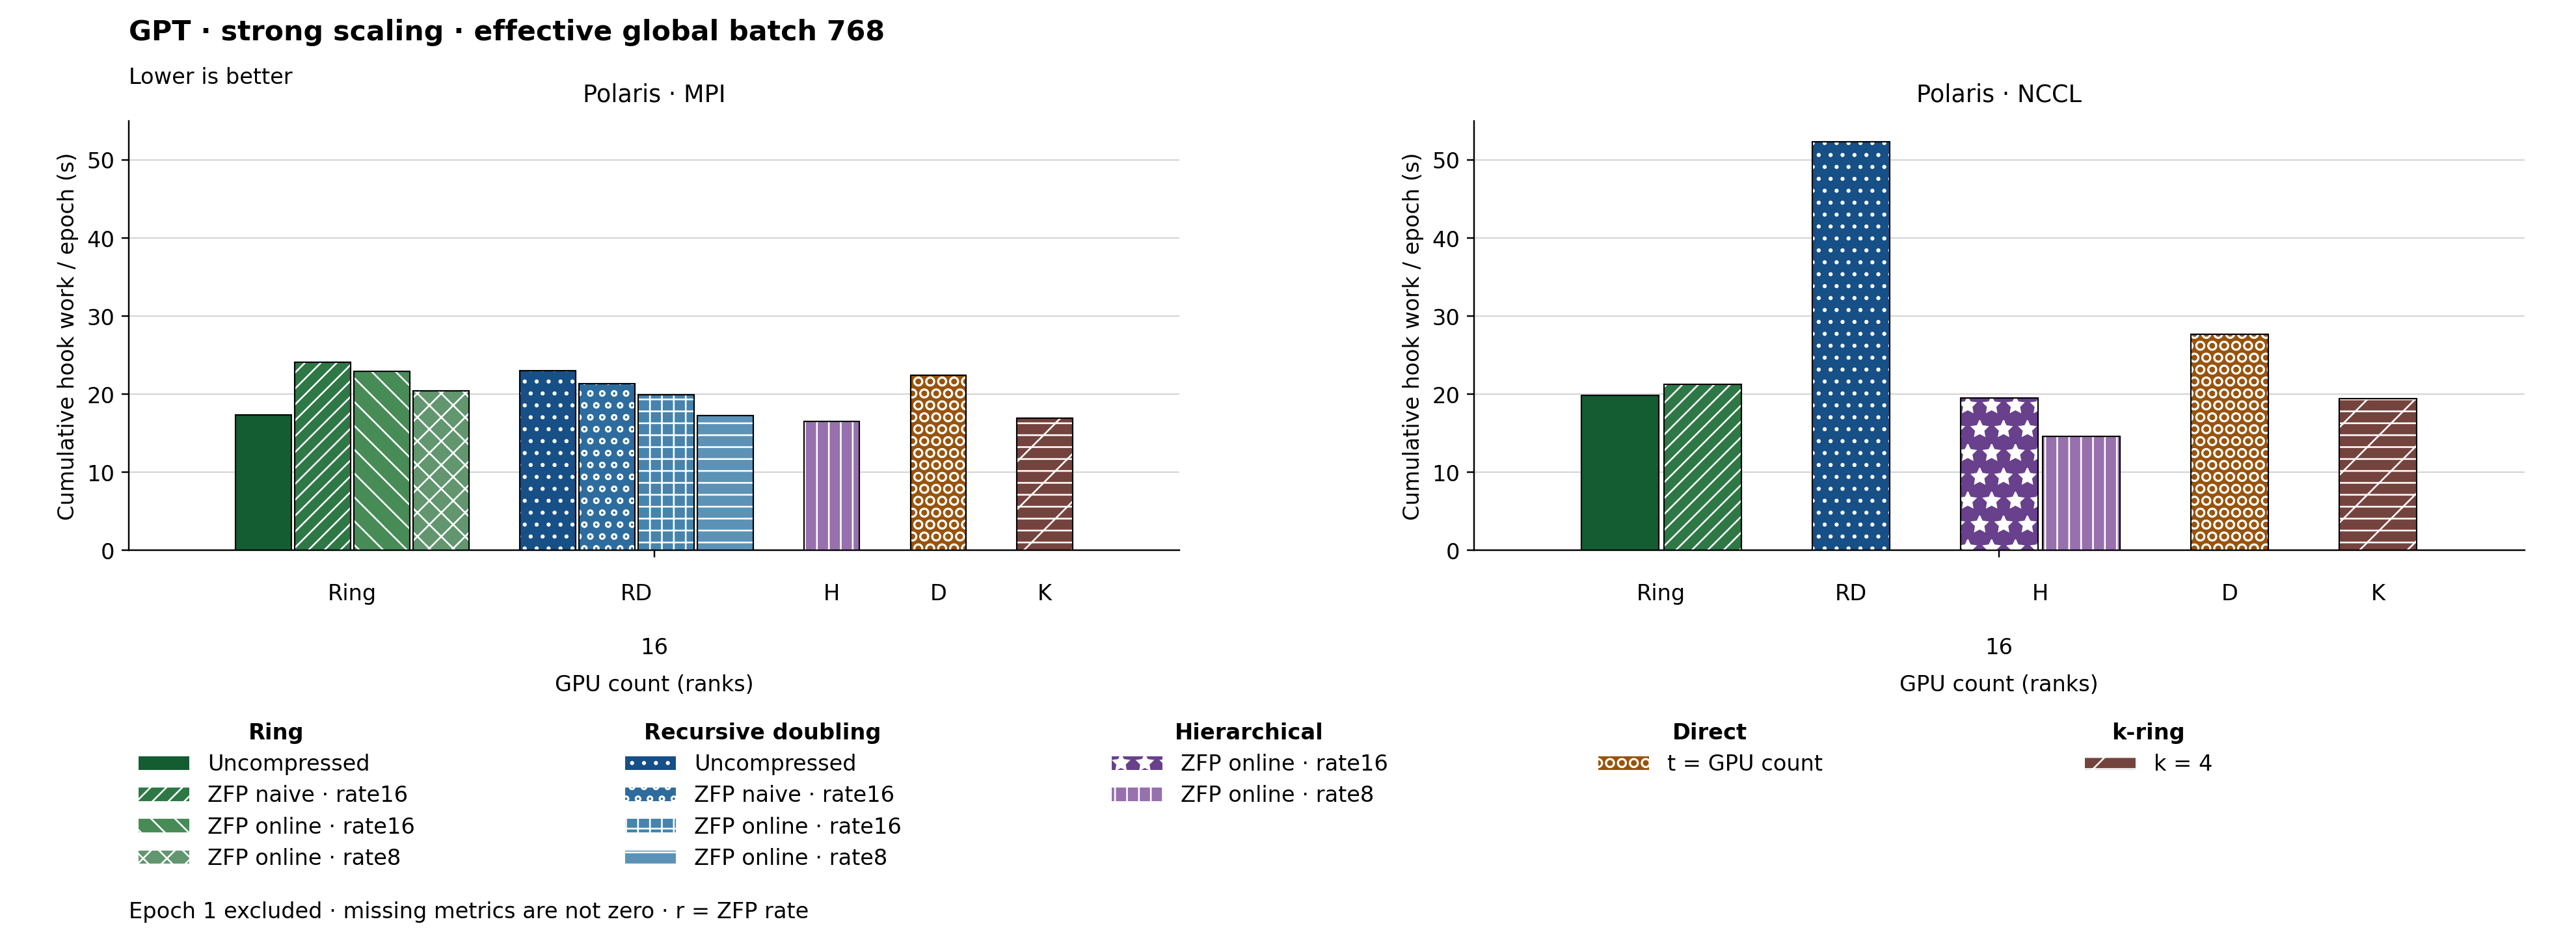 GPT · strong scaling · effective global batch 768
Lower is better
Polaris · MPI
Cumulative hook work / epoch (s)
50
40
30
20
10
0
Ring RD H D K
16
GPU count (ranks)
Polaris · NCCL
Cumulative hook work / epoch (s)
50
40
30
20
10
0
Ring RD H D K
16
GPU count (ranks)
Ring
Uncompressed
ZFP naive · rate16
ZFP online · rate16
ZFP online · rate8
Recursive doubling
Uncompressed
ZFP naive · rate16
ZFP online · rate16
ZFP online · rate8
Hierarchical
ZFP online · rate16
ZFP online · rate8
Direct
t = GPU count
k-ring
k = 4
Epoch 1 excluded · missing metrics are not zero · r = ZFP rate